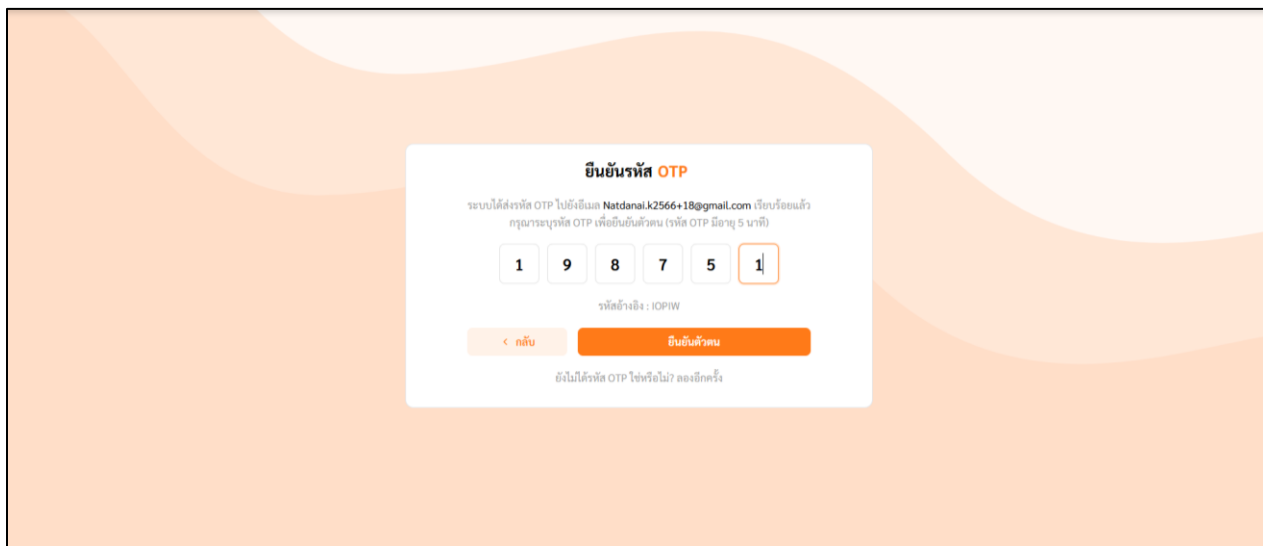 ยืนยันรหัส OTP
ระบบได้ส่งรหัส OTP ไปยังอีเมล Natdanai.k2566+18@gmail.com เรียบร้อยแล้ว
กรุณาระบุรหัส OTP เพื่อยืนยันตัวตน (รหัส OTP มีอายุ 5 นาที)
1 9 8 7 5 1
รหัสอ้างอิง : IOPIW
< กลับ ยืนยันตัวตน
ยังไม่ได้รหัส OTP ใช่หรือไม่? ลองอีกครั้ง